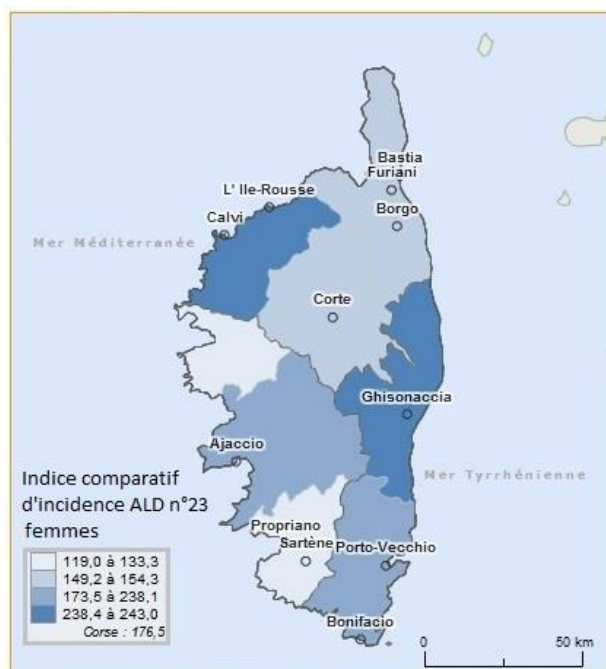 Bastia
Furiani
L' Ile-Rousse
Calvi
Borgo
Mer Méditerranée
Corte
Ghisonaccia
Ajaccio
Indice comparatif
d'incidence ALD n°23
femmes
Mer Tyrrhénienne
Propriano
Sartène
Porto-Vecchio
119,0 à 133,3
149,2 à 154,3
173,5 à 238,1
238,4 à 243,0
Corse : 176,5
Bonifacio
0 50 km